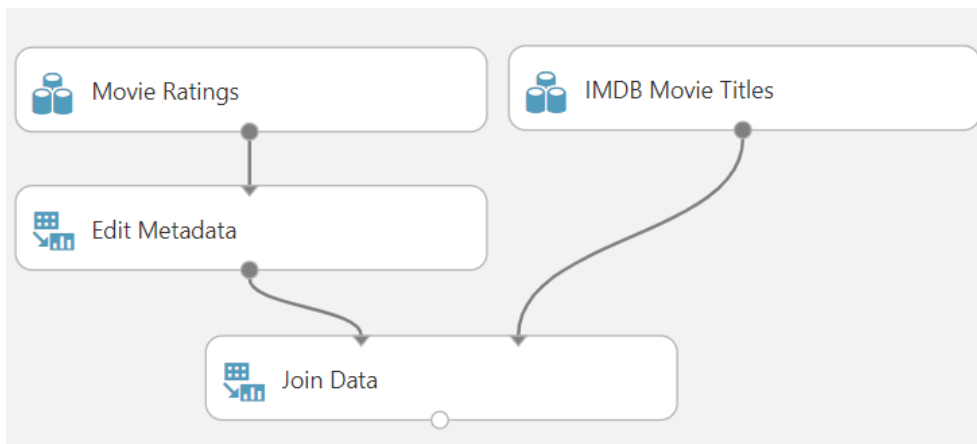 Movie Ratings
IMDB Movie Titles
Edit Metadata
Join Data